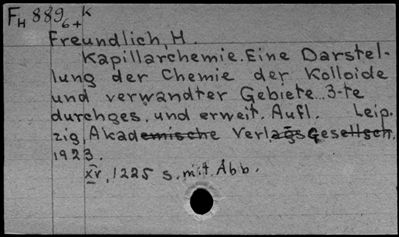 FH 889 6+ K
Freundlich, H.
Kapillarchemie. Eine Darstel-
lung der Chemie der Kolloide
und verwandter Gebiete...3-te
durchges. und erweit. Aufl. Leip-
zig, Akademische Verlagsgesellsch.
1923.
XV, 1225 s. mit Abb.